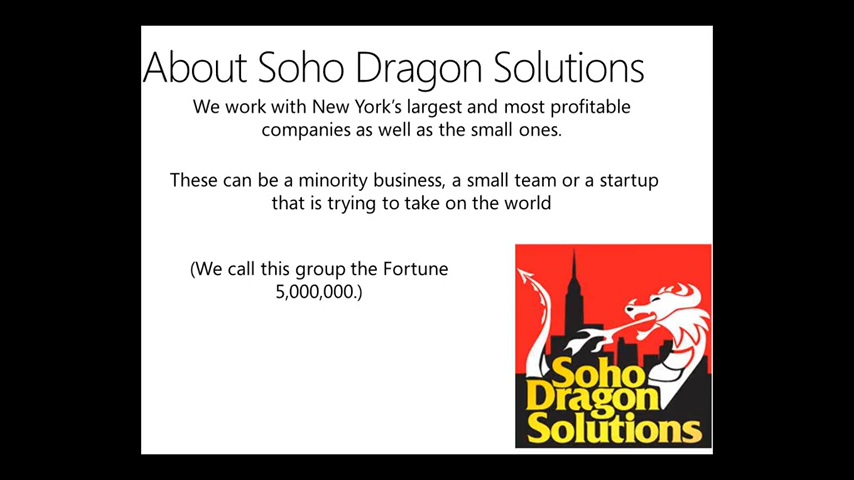 About Soho Dragon Solutions
We work with New York's largest and most profitable
companies as well as the small ones.
These can be a minority business, a small team or a startup
that is trying to take on the world
(We call this group the Fortune
5,000,000.)
Soho
Dragon
Solutions